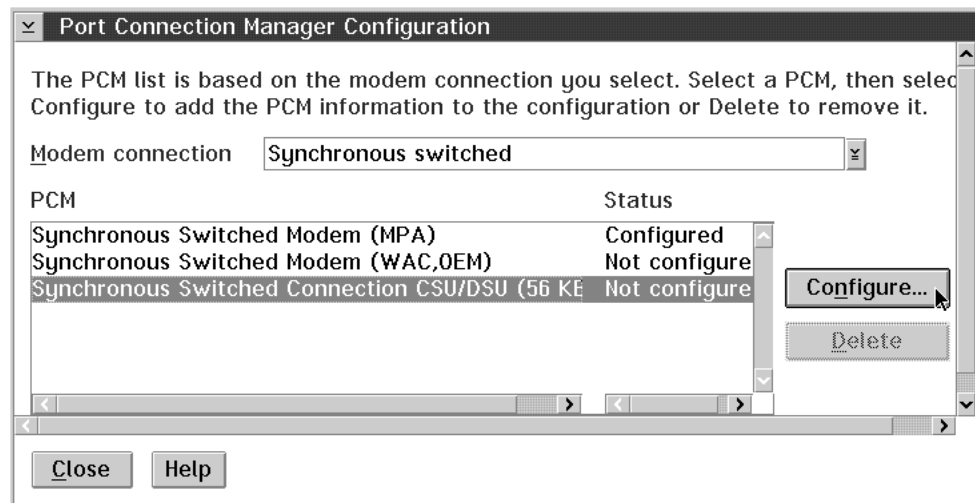 Port Connection Manager Configuration
The PCM list is based on the modem connection you select. Select a PCM, then selec
Configure to add the PCM information to the configuration or Delete to remove it.
Modem connection Synchronous switched
PCM Status
Synchronous Switched Modem (MPA) Configured
Synchronous Switched Modem (WAC,OEM) Not configure
Synchronous Switched Connection CSU/DSU (56 KE Not configure
Configure...
Delete
Close Help